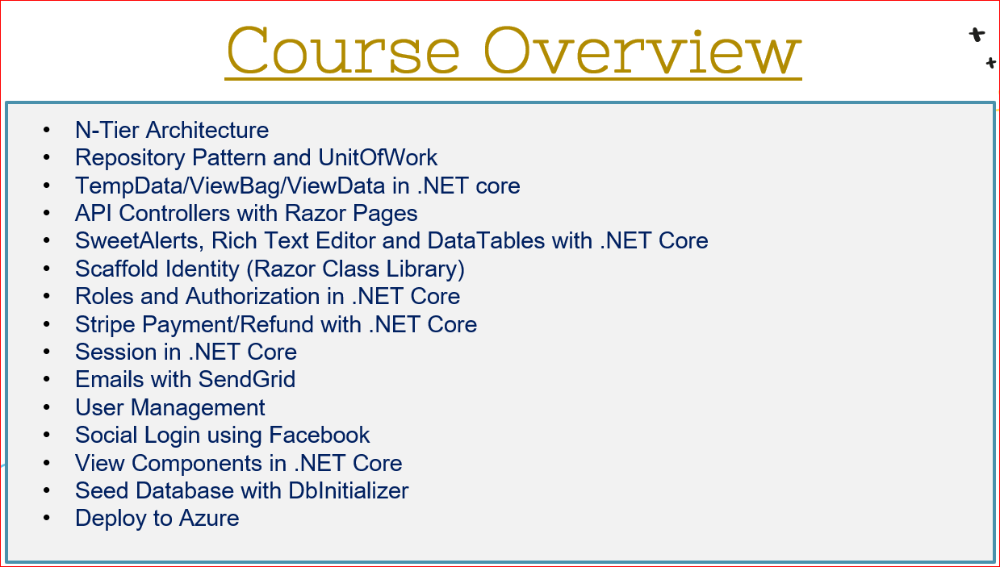 Course Overview
• N-Tier Architecture
• Repository Pattern and UnitOfWork
• TempData/ViewBag/ViewData in .NET core
• API Controllers with Razor Pages
• SweetAlerts, Rich Text Editor and DataTables with .NET Core
• Scaffold Identity (Razor Class Library)
• Roles and Authorization in .NET Core
• Stripe Payment/Refund with .NET Core
• Session in .NET Core
• Emails with SendGrid
• User Management
• Social Login using Facebook
• View Components in .NET Core
• Seed Database with DbInitializer
• Deploy to Azure